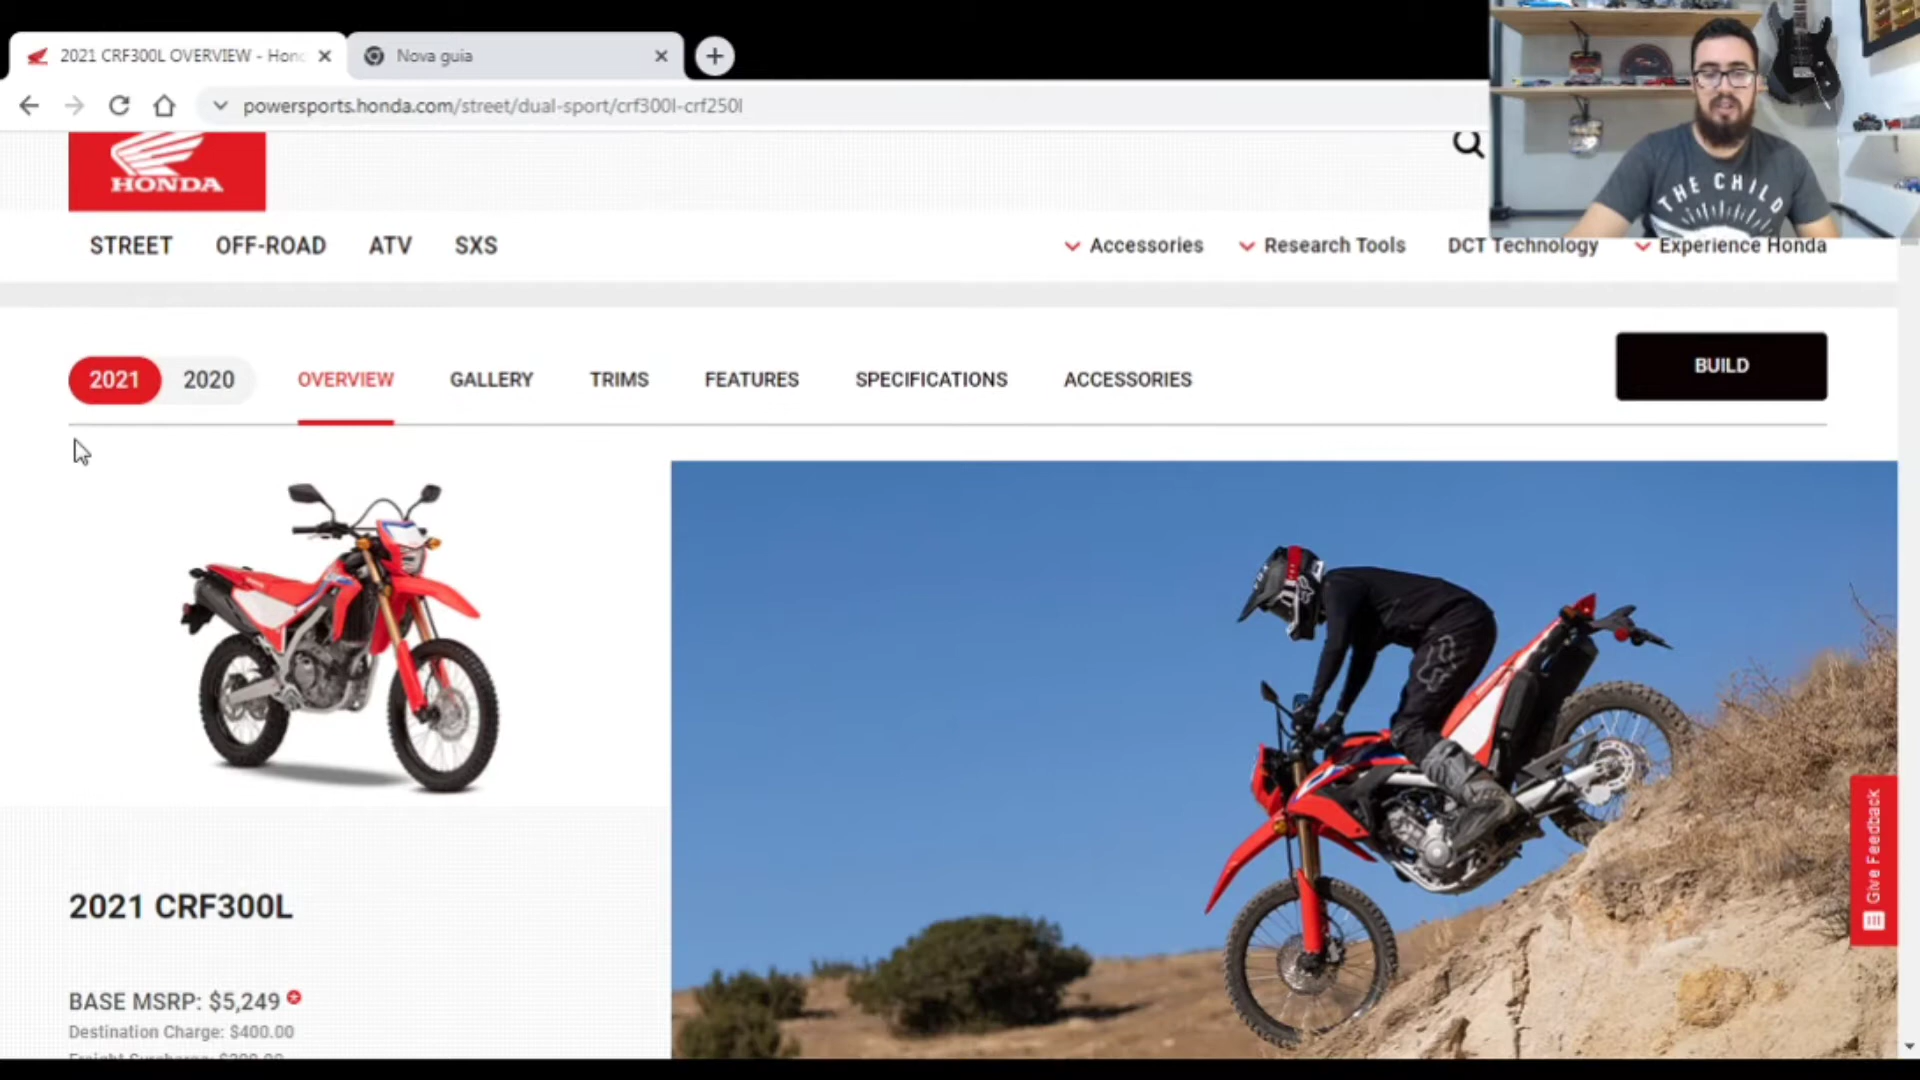 2021 CRF300L OVERVIEW - Hon
Nova guia
powersports.honda.com/street/dual-sport/crf300l-crf250l
THE CHILD
HONDA
STREET OFF-ROAD ATV SXS Accessories Research Tools DCT Technology Experience Honda
2021 2020 OVERVIEW GALLERY TRIMS FEATURES SPECIFICATIONS ACCESSORIES BUILD
Give Feedback
2021 CRF300L
BASE MSRP: $5,249
Destination Charge: $400.00